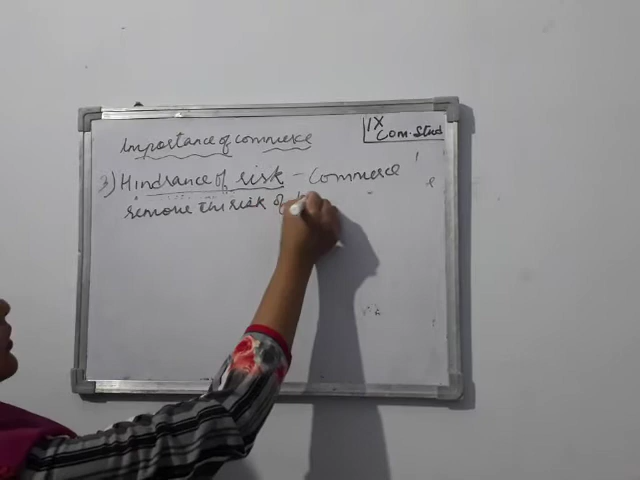 IX
Com. Stud
Importance of commerce
3) Hindrance of risk - Commerce
remove the risk of